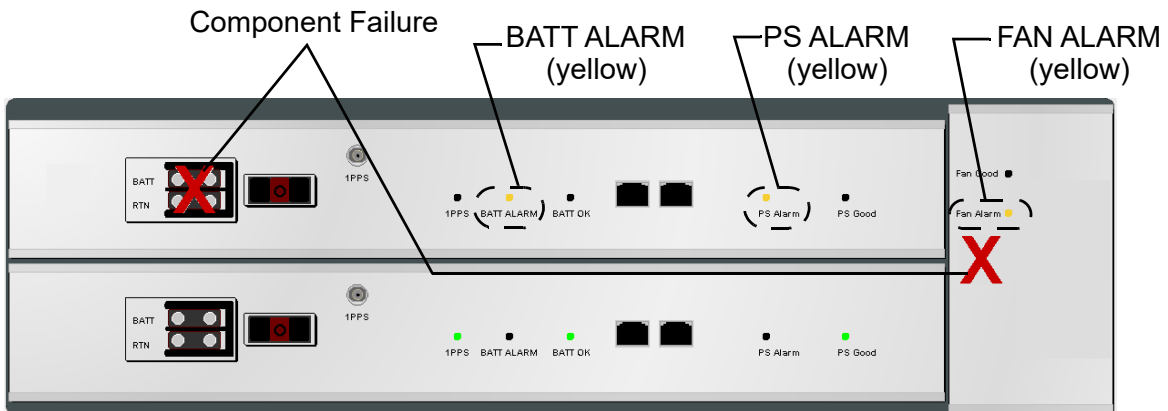 Component Failure
BATT ALARM
(yellow)
PS ALARM
(yellow)
FAN ALARM
(yellow)
BATT
RTN
1PPS
1PPS
BATT ALARM
BATT OK
PS Alarm
PS Good
Fan Good
Fan Alarm
BATT
RTN
1PPS
1PPS
BATT ALARM
BATT OK
PS Alarm
PS Good